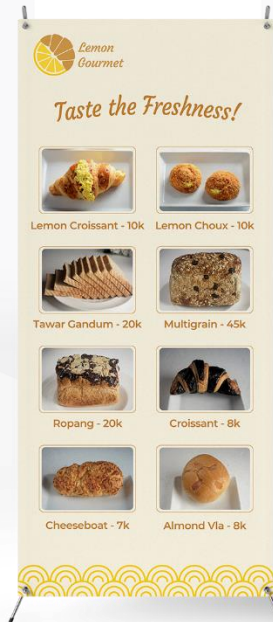 Lemon
Gourmet
Taste the Freshness!
Lemon Croissant - 10k
Lemon Choux - 10k
Tawar Gandum - 20k
Multigrain - 45k
Ropang - 20k
Croissant - 8k
Cheeseboat - 7k
Almond Vla - 8k